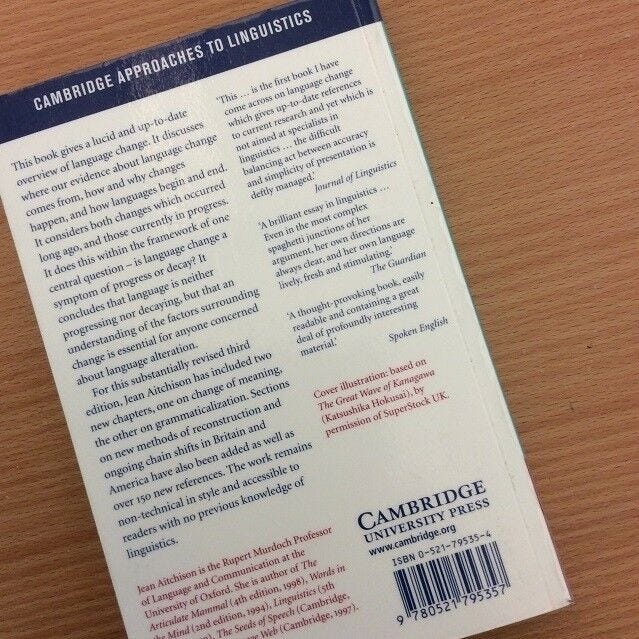 CAMBRIDGE APPROACHES TO LINGUISTICS
This book gives a lucid and up-to-date
overview of language change. It discusses
where our evidence about language change
comes from, how and why changes
happen, and how languages begin and end.
It considers both changes which occurred
long ago, and those currently in progress.
It does this within the framework of one
central question – is language change a
symptom of progress or decay? It
concludes that language is neither
progressing nor decaying, but that an
understanding of the factors surrounding
change is essential for anyone concerned
about language alteration.
For this substantially revised third
edition, Jean Aitchison has included two
new chapters, one on change of meaning,
the other on grammaticalization. Sections
on new methods of reconstruction and
ongoing chain shifts in Britain and
America have also been added as well as
over 150 new references. The work remains
non-technical in style and accessible to
readers with no previous knowledge of
linguistics.
Jean Aitchison is the Rupert Murdoch Professor
of Language and Communication at the
University of Oxford. She is author of The
Articulate Mammal (4th edition, 1998), Words in
the Mind (2nd edition, 1994), Linguistics (5th
The Seeds of Speech (Cambridge,
Web (Cambridge, 1997).
'This ... is the first book I have
come across on language change
which gives up-to-date references
to current research and yet which is
not aimed at specialists in
linguistics ... the difficult
balancing act between accuracy
and simplicity of presentation is
deftly managed.'
Journal of Linguistics
'A brilliant essay in linguistics ...
Even in the most complex
spaghetti junctions of her
argument, her own directions are
always clear, and her own language
lively, fresh and stimulating.'
The Guardian
'A thought-provoking book, easily
readable and containing a great
deal of profoundly interesting
material.'
Spoken English
Cover illustration: based on
The Great Wave of Kanagawa
(Katsushika Hokusai), by
permission of SuperStock UK.
CAMBRIDGE
UNIVERSITY PRESS
www.cambridge.org
ISBN 0-521-79535-4
9 780521 795357